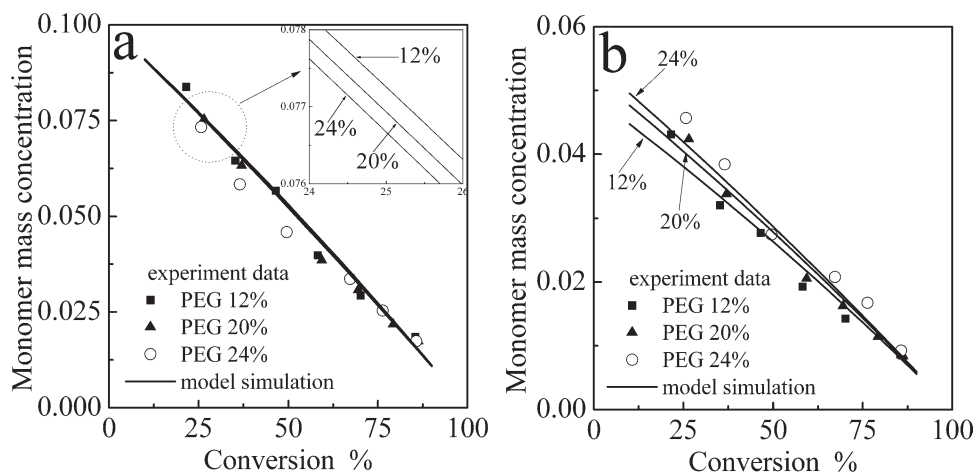 Monomer mass concentration
0.100
0.075
0.050
0.025
0.000
a
0.078
0.077
0.076
24
25
26
12%
24%
20%
experiment data
PEG 12%
PEG 20%
PEG 24%
model simulation
0 25 50 75 100
Conversion %
Monomer mass concentration
0.06
0.04
0.02
0.00
b
24%
12%
20%
experiment data
PEG 12%
PEG 20%
PEG 24%
model simulation
0 25 50 75 100
Conversion %